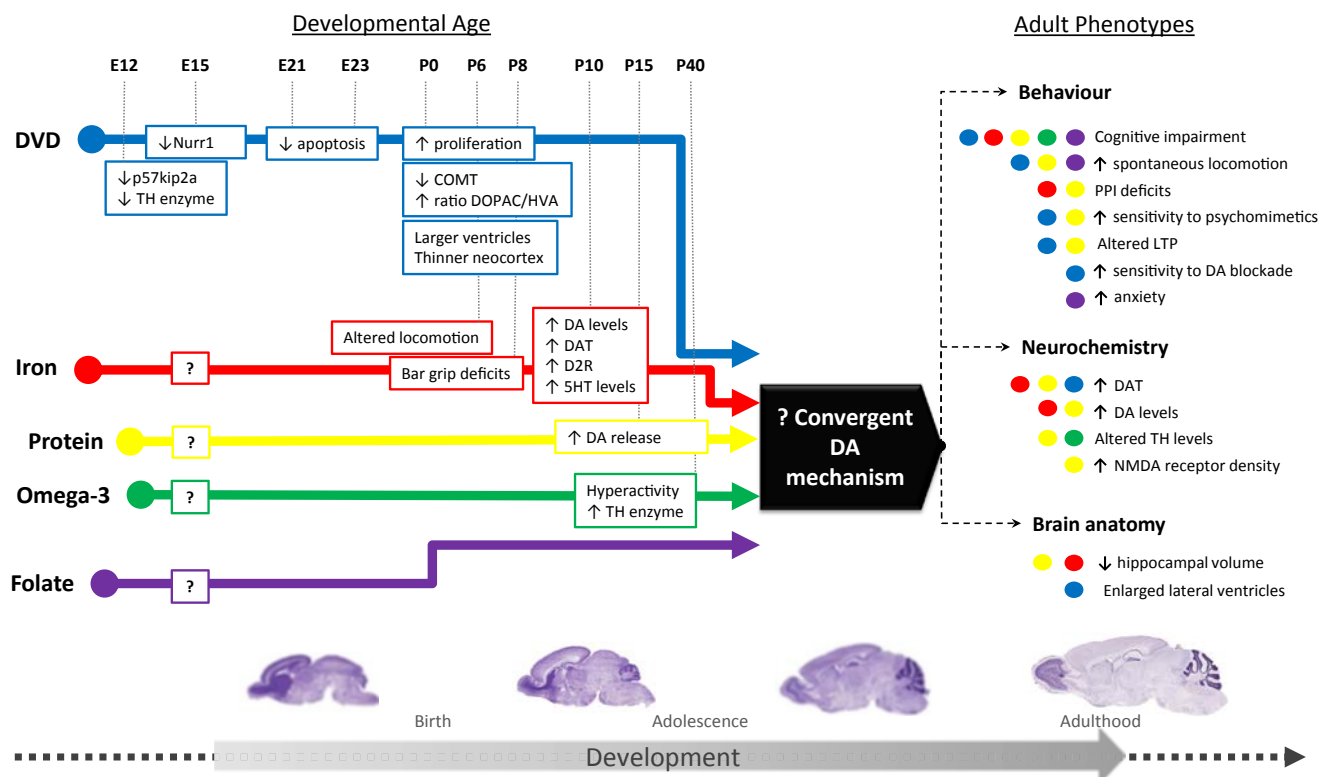 Developmental Age
Adult Phenotypes
E12 E15 E21 E23 P0 P6 P8 P10 P15 P40
Behaviour
DVD
↓Nurr1
↓ apoptosis
↑ proliferation
↓p57kip2a
↓ TH enzyme
↓ COMT
↑ ratio DOPAC/HVA
Larger ventricles
Thinner neocortex
Cognitive impairment
↑ spontaneous locomotion
PPI deficits
↑ sensitivity to psychomimetics
Altered LTP
↑ sensitivity to DA blockade
↑ anxiety
Altered locomotion
Iron
?
Bar grip deficits
↑ DA levels
↑ DAT
↑ D2R
↑ 5HT levels
Neurochemistry
↑ DAT
↑ DA levels
Altered TH levels
↑ NMDA receptor density
Protein
?
↑ DA release
? Convergent
DA
mechanism
Omega-3
?
Hyperactivity
↑ TH enzyme
Brain anatomy
↓ hippocampal volume
Enlarged lateral ventricles
Folate
?
Birth
Adolescence
Adulthood
Development